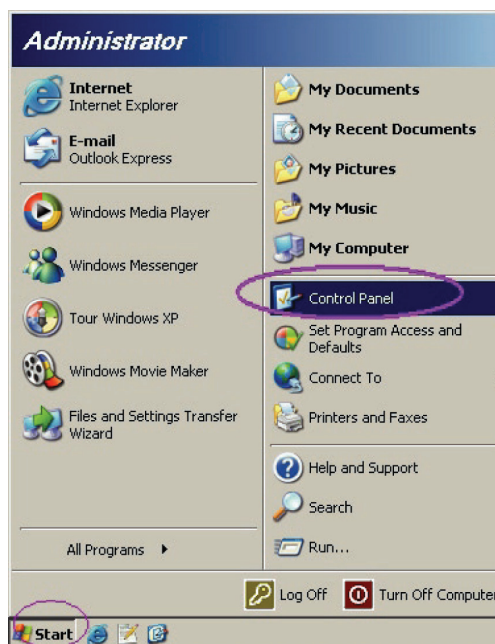 Administrator
Internet
Internet Explorer
E-mail
Outlook Express
Windows Media Player
Windows Messenger
Tour Windows XP
Windows Movie Maker
Files and Settings Transfer
Wizard
All Programs
My Documents
My Recent Documents
My Pictures
My Music
My Computer
Control Panel
Set Program Access and
Defaults
Connect To
Printers and Faxes
Help and Support
Search
Run...
Log Off
Turn Off Computer
Start